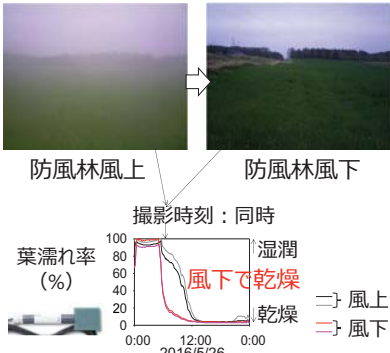 防風林風上
防風林風下
撮影時刻：同時
葉濡れ率
（%）
100
80
60
40
20
0
↑湿潤
風下で乾燥
↓乾燥
風上
風下
0:00 12:00 0:00
2016/5/26